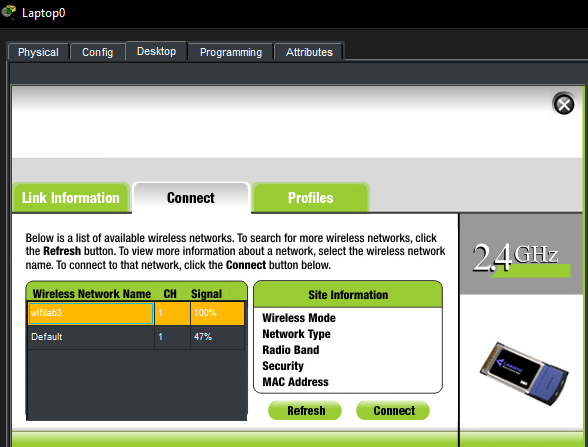 Laptop0
Physical Config Desktop Programming Attributes
Link Information Connect Profiles
Below is a list of available wireless networks. To search for more wireless networks, click
the Refresh button. To view more information about a network, select the wireless network
name. To connect to that network, click the Connect button below.
2.4GHz
Wireless Network Name CH Signal
wifilab3 1 100%
Default 1 47%
Site Information
Wireless Mode
Network Type
Radio Band
Security
MAC Address
Refresh Connect